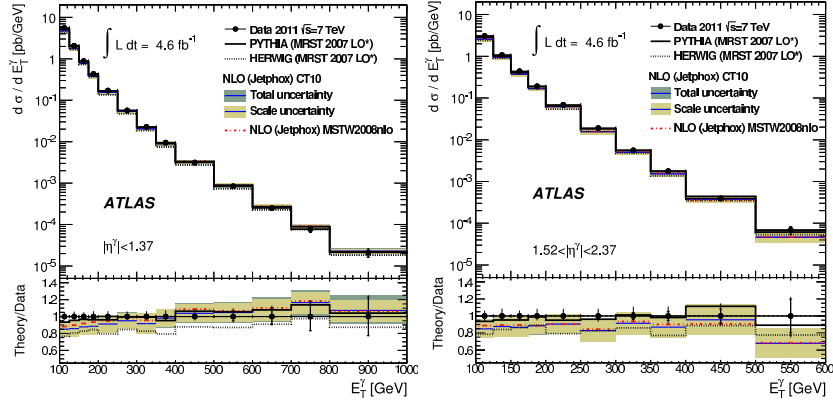 dσ / dE_T^γ [pb/GeV]
10
1
10⁻¹
10⁻²
10⁻³
10⁻⁴
10⁻⁵
∫ L dt = 4.6 fb⁻¹
Data 2011 √s=7 TeV
PYTHIA (MRST 2007 LO*)
HERWIG (MRST 2007 LO*)
NLO (Jetphox) CT10
Total uncertainty
Scale uncertainty
NLO (Jetphox) MSTW2008nlo
ATLAS
|η^γ|<1.37
Theory/Data
1.4
1.2
1
0.8
0.6
100 200 300 400 500 600 700 800 900 1000
E_T^γ [GeV]
dσ / dE_T^γ [pb/GeV]
10
1
10⁻¹
10⁻²
10⁻³
10⁻⁴
10⁻⁵
∫ L dt = 4.6 fb⁻¹
Data 2011 √s=7 TeV
PYTHIA (MRST 2007 LO*)
HERWIG (MRST 2007 LO*)
NLO (Jetphox) CT10
Total uncertainty
Scale uncertainty
NLO (Jetphox) MSTW2008nlo
ATLAS
1.52<|η^γ|<2.37
Theory/Data
1.4
1.2
1
0.8
0.6
100 150 200 250 300 350 400 450 500 550 600
E_T^γ [GeV]